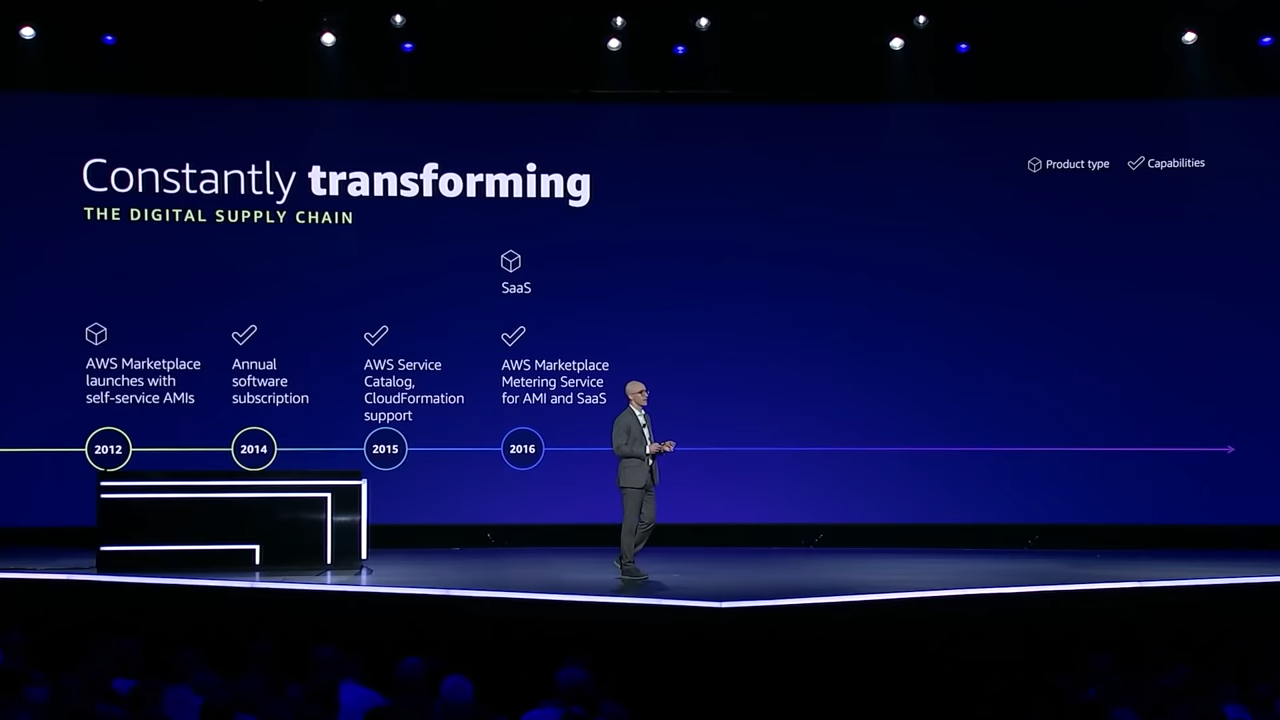 Constantly transforming
THE DIGITAL SUPPLY CHAIN
Product type
Capabilities
SaaS
AWS Marketplace
launches with
self-service AMIs
Annual
software
subscription
AWS Service
Catalog,
CloudFormation
support
AWS Marketplace
Metering Service
for AMI and SaaS
2012
2014
2015
2016